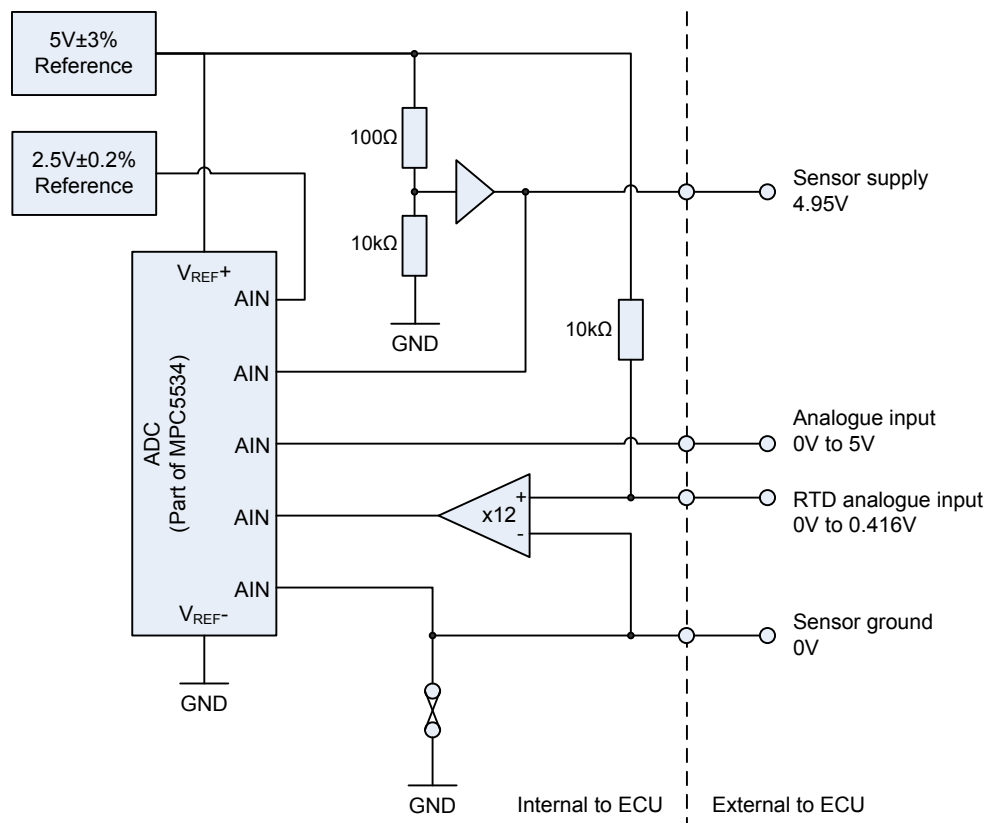 5V±3%
Reference
2.5V±0.2%
Reference
100Ω
10kΩ
GND
Sensor supply
4.95V
VREF+
AIN
AIN
AIN
AIN
AIN
VREF-
ADC
(Part of MPC5534)
GND
10kΩ
Analogue input
0V to 5V
+
x12
-
RTD analogue input
0V to 0.416V
Sensor ground
0V
GND
Internal to ECU
External to ECU